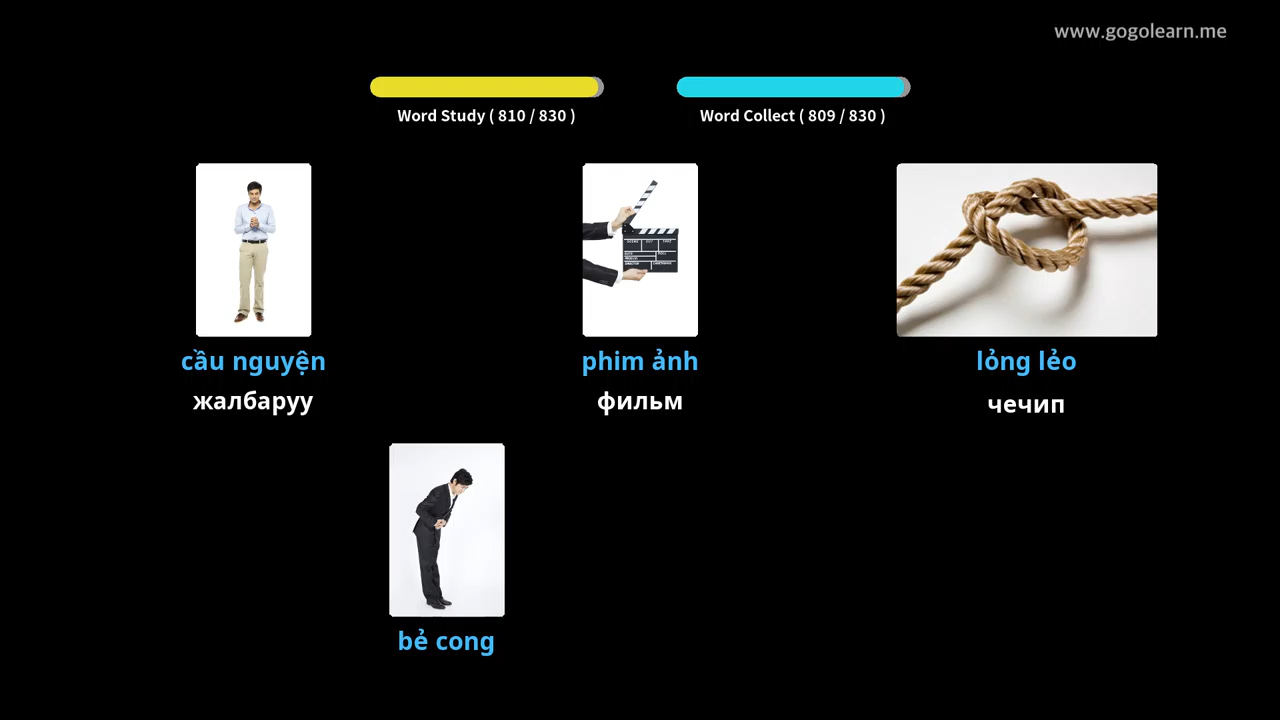 www.gogolearn.me
Word Study ( 810 / 830 )
Word Collect ( 809 / 830 )
cầu nguyện
жалбаруу
phim ảnh
фильм
lỏng lẻo
чечип
bẻ cong